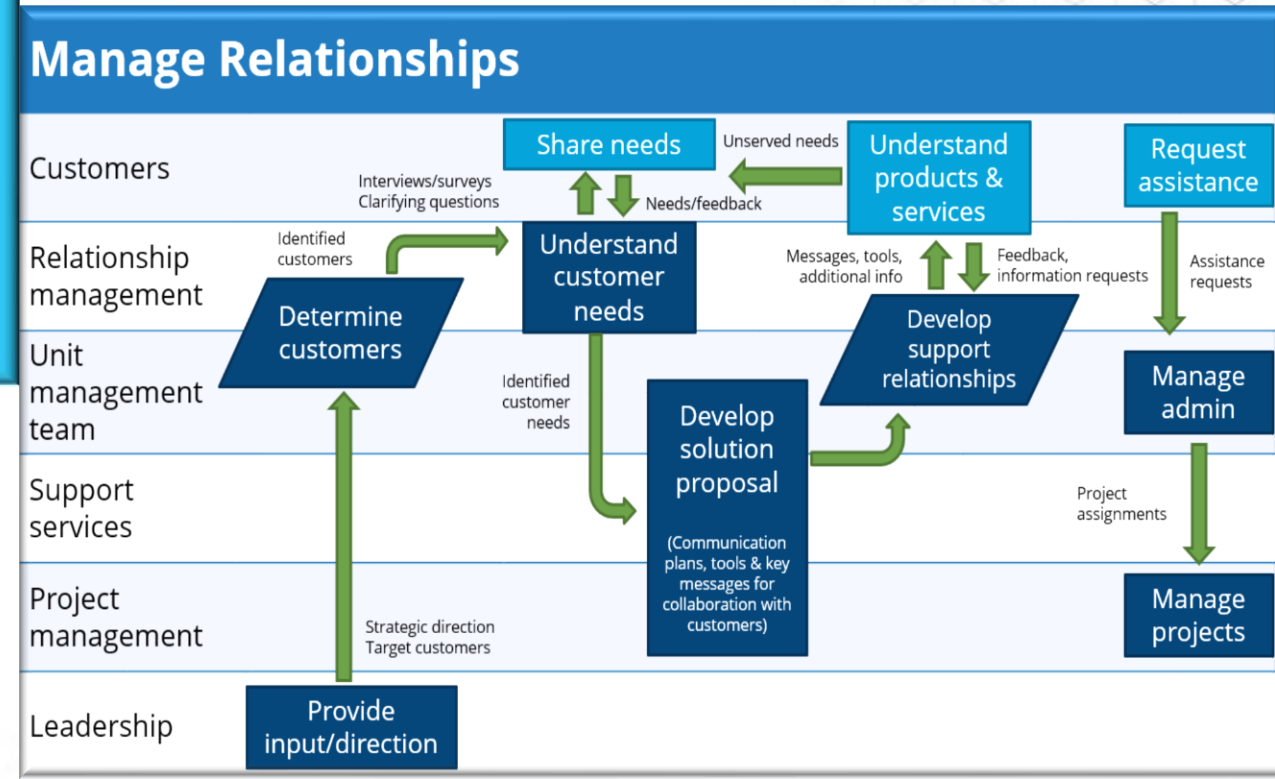 Manage Relationships
Customers
Share needs
Unserved needs
Understand
products &
services
Request
assistance
Interviews/surveys
Clarifying questions
Needs/feedback
Relationship
management
Identified
customers
Understand
customer
needs
Messages, tools,
additional info
Feedback,
information requests
Assistance
requests
Determine
customers
Develop
support
relationships
Unit
management
team
Identified
customer
needs
Manage
admin
Develop
solution
proposal
(Communication
plans, tools & key
messages for
collaboration with
customers)
Support
services
Project
assignments
Project
management
Strategic direction
Target customers
Manage
projects
Leadership
Provide
input/direction